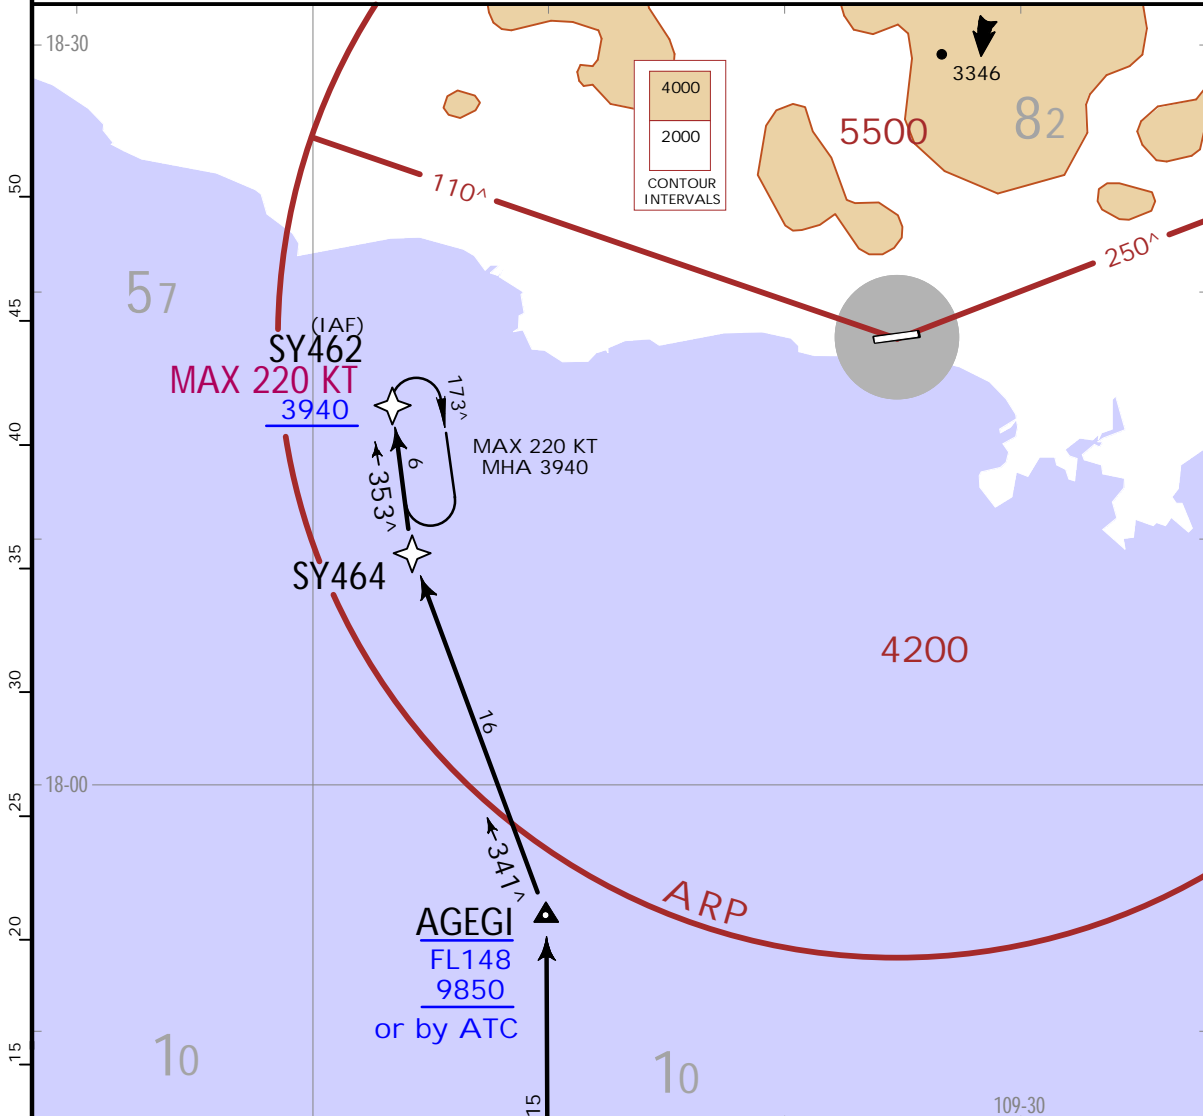 18-30
4000
2000
CONTOUR
INTERVALS
3346
5500
82
110^
250^
50
57
45
(IAF)
SY462
MAX 220 KT
3940
173^
MAX 220 KT
MHA 3940
40
6
353^
35
SY464
4200
30
16
18-00
25
341^
ARP
20
AGEGI
FL148
9850
or by ATC
15
10
10
15
109-30